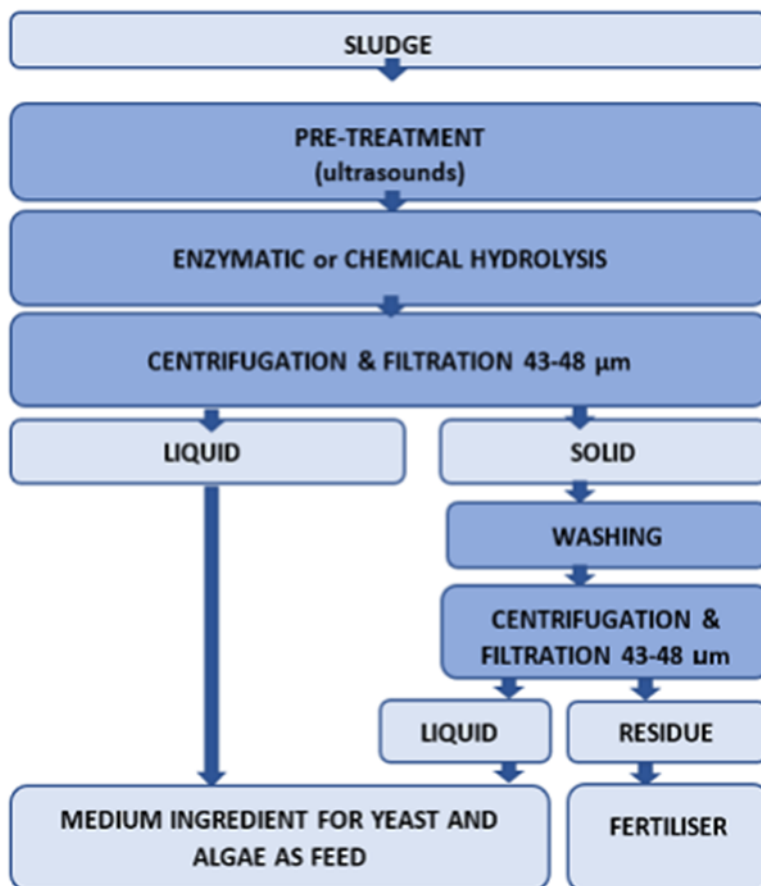 SLUDGE
PRE-TREATMENT
(ultrasounds)
ENZYMATIC or CHEMICAL HYDROLYSIS
CENTRIFUGATION & FILTRATION 43-48 µm
LIQUID
SOLID
WASHING
CENTRIFUGATION &
FILTRATION 43-48 µm
LIQUID
RESIDUE
MEDIUM INGREDIENT FOR YEAST AND
ALGAE AS FEED
FERTILISER